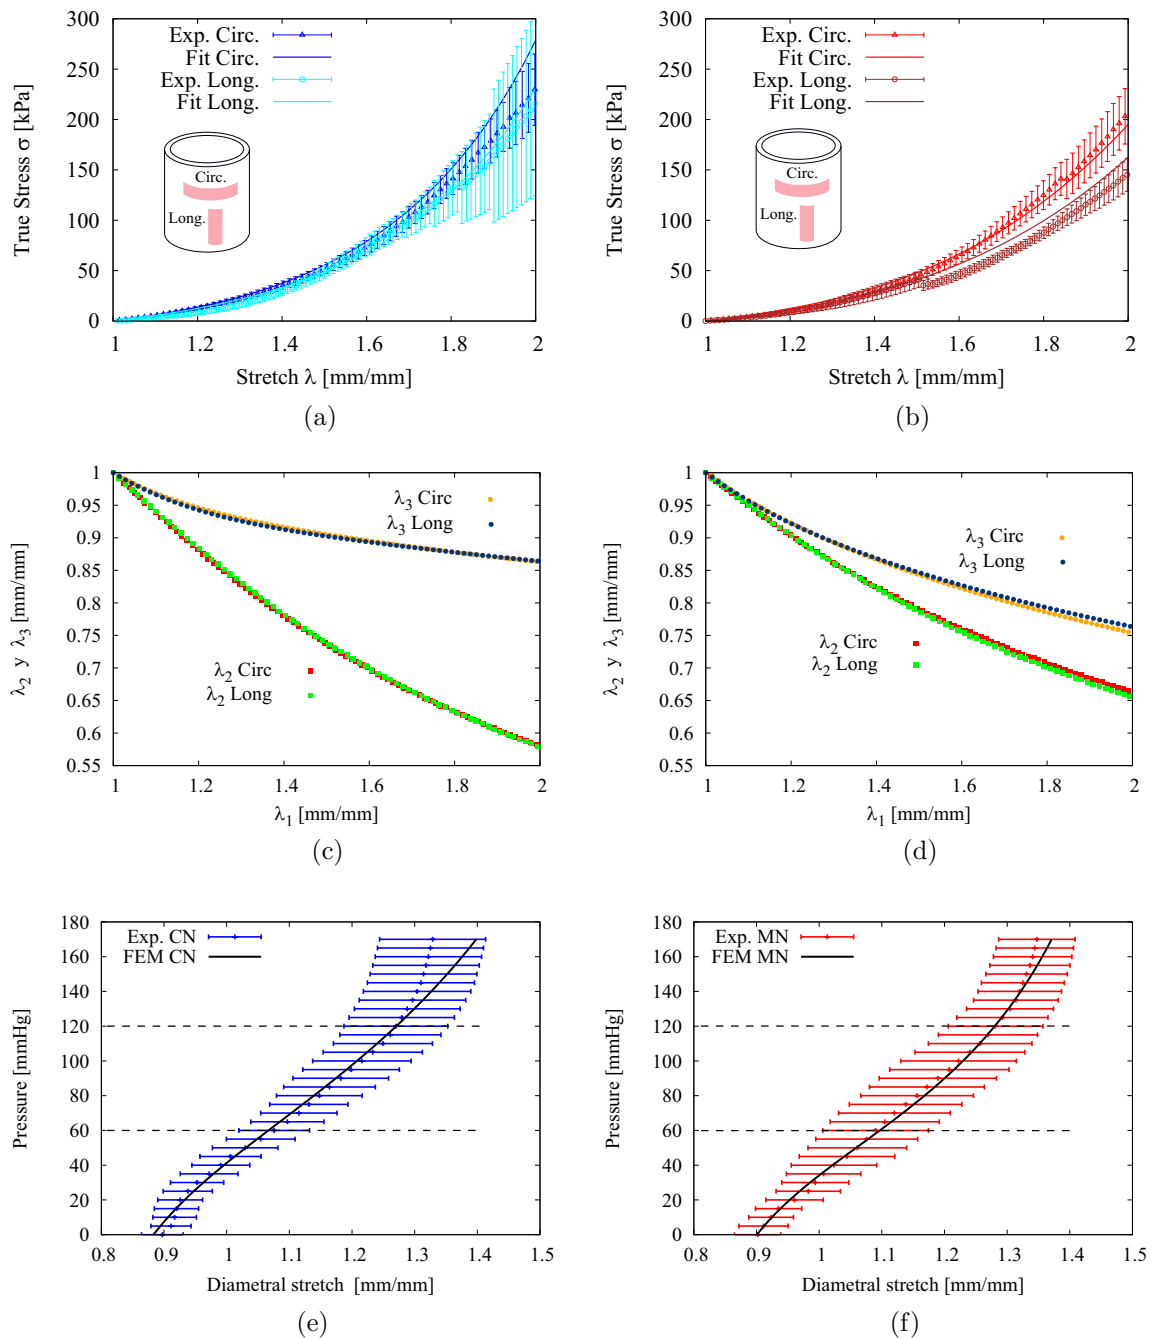 300
250
200
150
100
50
0
True Stress σ [kPa]
Exp. Circ.
Fit Circ.
Exp. Long.
Fit Long.
Circ.
Long.
1 1.2 1.4 1.6 1.8 2
Stretch λ [mm/mm]
(a)
300
250
200
150
100
50
0
True Stress σ [kPa]
Exp. Circ.
Fit Circ.
Exp. Long.
Fit Long.
Circ.
Long.
1 1.2 1.4 1.6 1.8 2
Stretch λ [mm/mm]
(b)
1
0.95
0.9
0.85
0.8
0.75
0.7
0.65
0.6
0.55
λ2 y λ3 [mm/mm]
λ3 Circ
λ3 Long
λ2 Circ
λ2 Long
1 1.2 1.4 1.6 1.8 2
λ1 [mm/mm]
(c)
1
0.95
0.9
0.85
0.8
0.75
0.7
0.65
0.6
0.55
λ2 y λ3 [mm/mm]
λ3 Circ
λ3 Long
λ2 Circ
λ2 Long
1 1.2 1.4 1.6 1.8 2
λ1 [mm/mm]
(d)
180
160
140
120
100
80
60
40
20
0
Pressure [mmHg]
Exp. CN
FEM CN
0.8 0.9 1 1.1 1.2 1.3 1.4 1.5
Diametral stretch [mm/mm]
(e)
180
160
140
120
100
80
60
40
20
0
Pressure [mmHg]
Exp. MN
FEM MN
0.8 0.9 1 1.1 1.2 1.3 1.4 1.5
Diametral stretch [mm/mm]
(f)